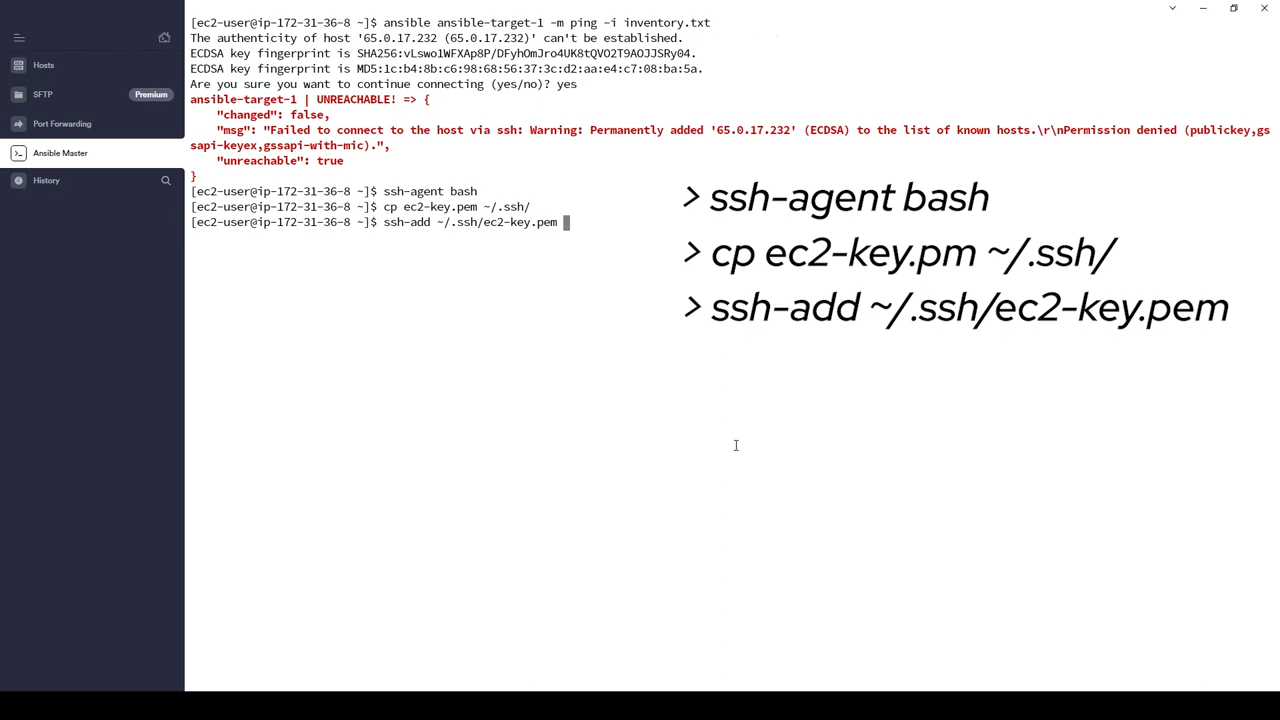 [ec2-user@ip-172-31-36-8 ~]$ ansible ansible-target-1 -m ping -i inventory.txt
The authenticity of host '65.0.17.232 (65.0.17.232)' can't be established.
ECDSA key fingerprint is SHA256:vLswo1WFXAp8P/DFyhOmJro4UK8tQVO2T9AOJJSRy04.
ECDSA key fingerprint is MD5:1c:b4:8b:c6:98:68:56:37:3c:d2:aa:e4:c7:08:ba:5a.
Are you sure you want to continue connecting (yes/no)? yes
ansible-target-1 | UNREACHABLE! => {
"changed": false,
"msg": "Failed to connect to the host via ssh: Warning: Permanently added '65.0.17.232' (ECDSA) to the list of known hosts.\r\nPermission denied (publickey,gs
sapi-keyex,gssapi-with-mic).",
"unreachable": true
}
[ec2-user@ip-172-31-36-8 ~]$ ssh-agent bash
[ec2-user@ip-172-31-36-8 ~]$ cp ec2-key.pem ~/.ssh/
[ec2-user@ip-172-31-36-8 ~]$ ssh-add ~/.ssh/ec2-key.pem
Hosts
SFTP Premium
Port Forwarding
Ansible Master
History
> ssh-agent bash
> cp ec2-key.pm ~/.ssh/
> ssh-add ~/.ssh/ec2-key.pem